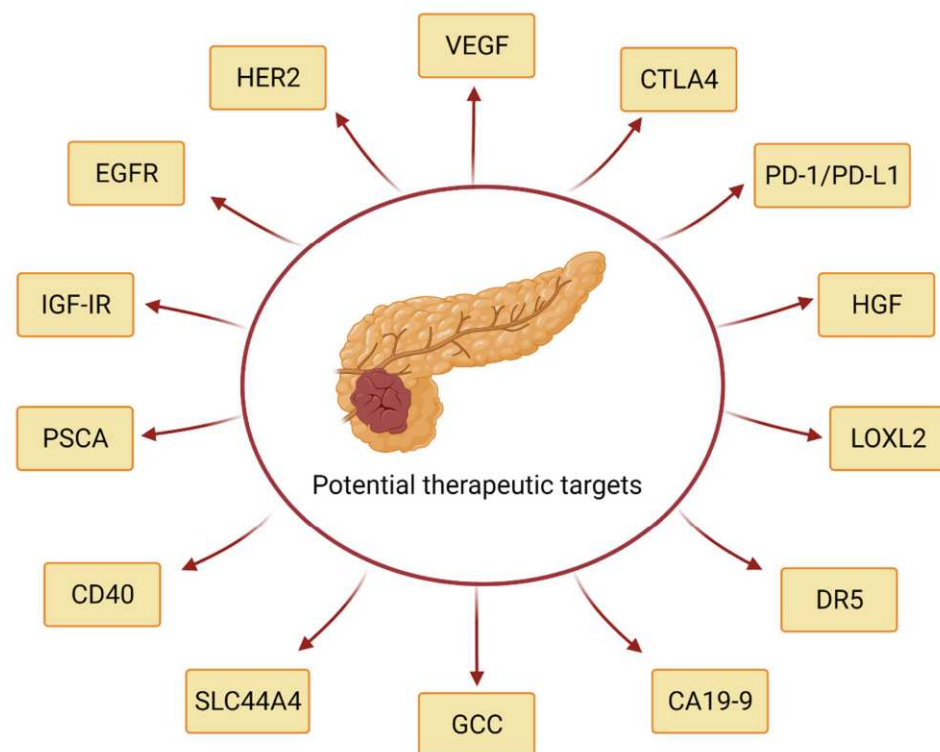 VEGF
HER2
CTLA4
EGFR
PD-1/PD-L1
IGF-IR
HGF
PSCA
LOXL2
Potential therapeutic targets
CD40
DR5
SLC44A4
CA19-9
GCC